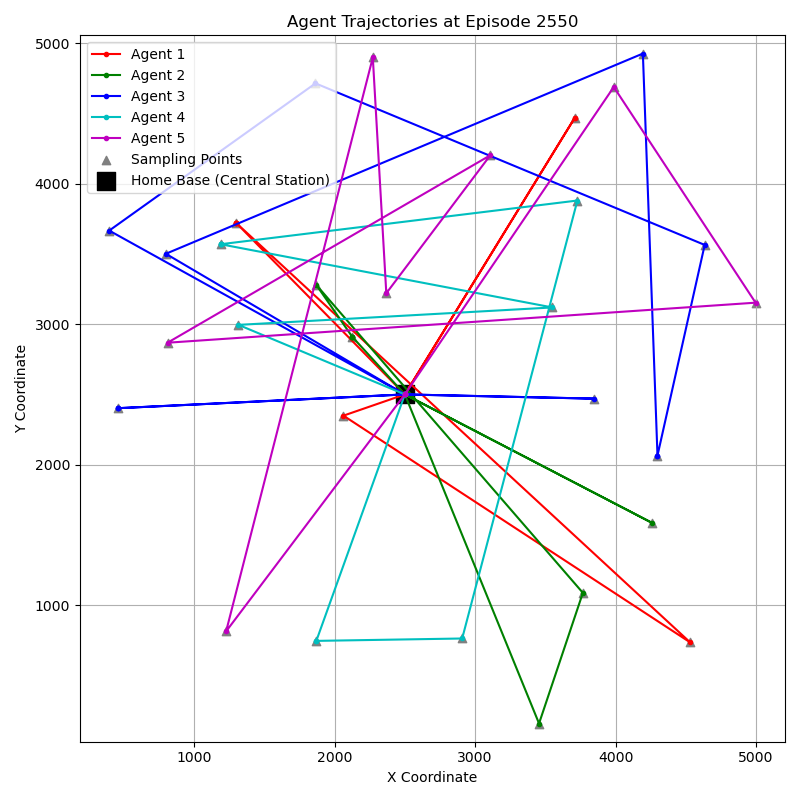 Agent Trajectories at Episode 2550
Agent 1
Agent 2
Agent 3
Agent 4
Agent 5
Sampling Points
Home Base (Central Station)
5000
4000
3000
2000
1000
Y Coordinate
1000 2000 3000 4000 5000
X Coordinate